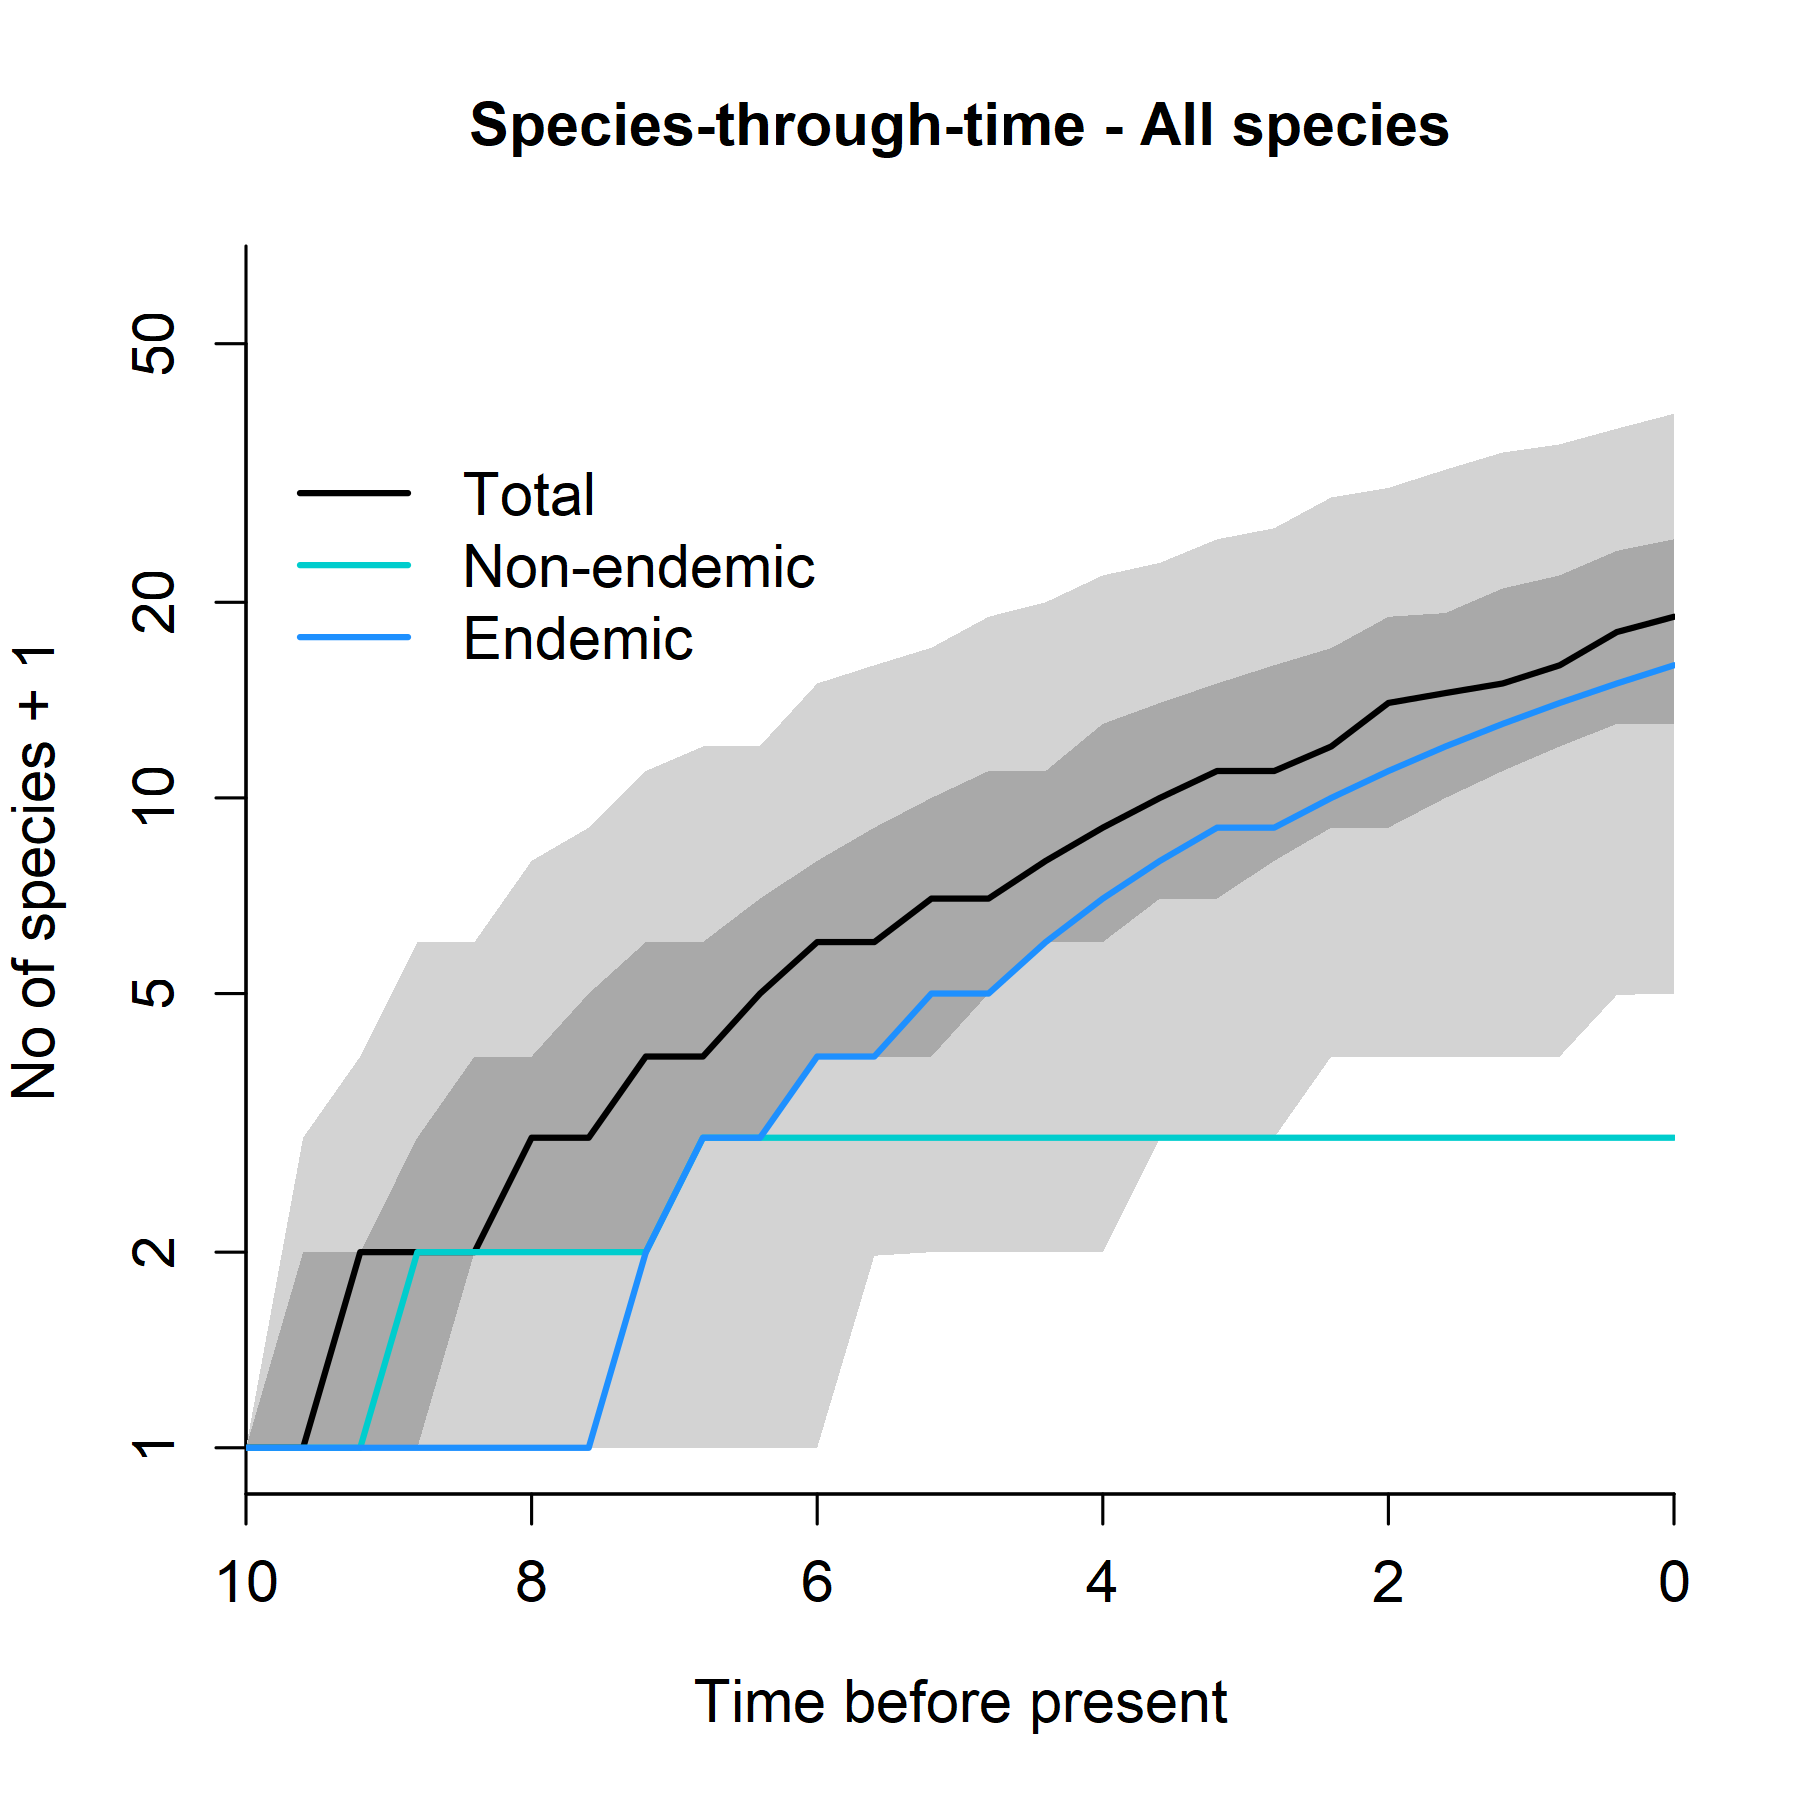 Species-through-time - All species
Total
Non-endemic
Endemic
No of species + 1
50
20
10
5
2
1
10 8 6 4 2 0
Time before present